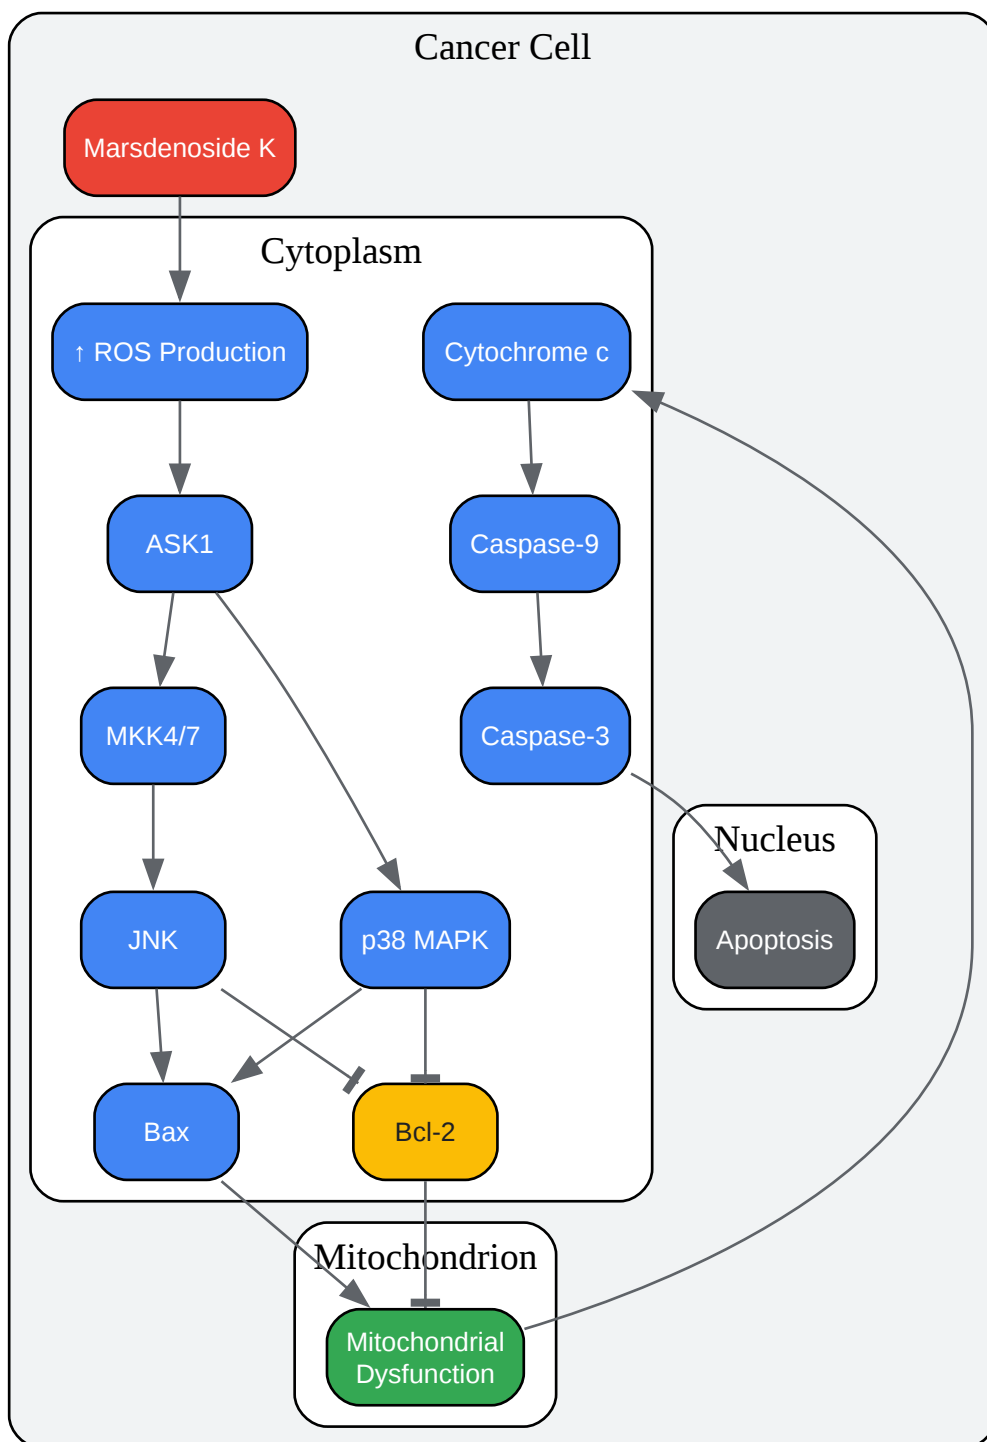 Cancer Cell
Marsdenoside K
Cytoplasm
↑ ROS Production
Cytochrome c
ASK1
Caspase-9
MKK4/7
Caspase-3
Nucleus
JNK
p38 MAPK
Apoptosis
Bax
Bcl-2
Mitochondrion
Mitochondrial
Dysfunction